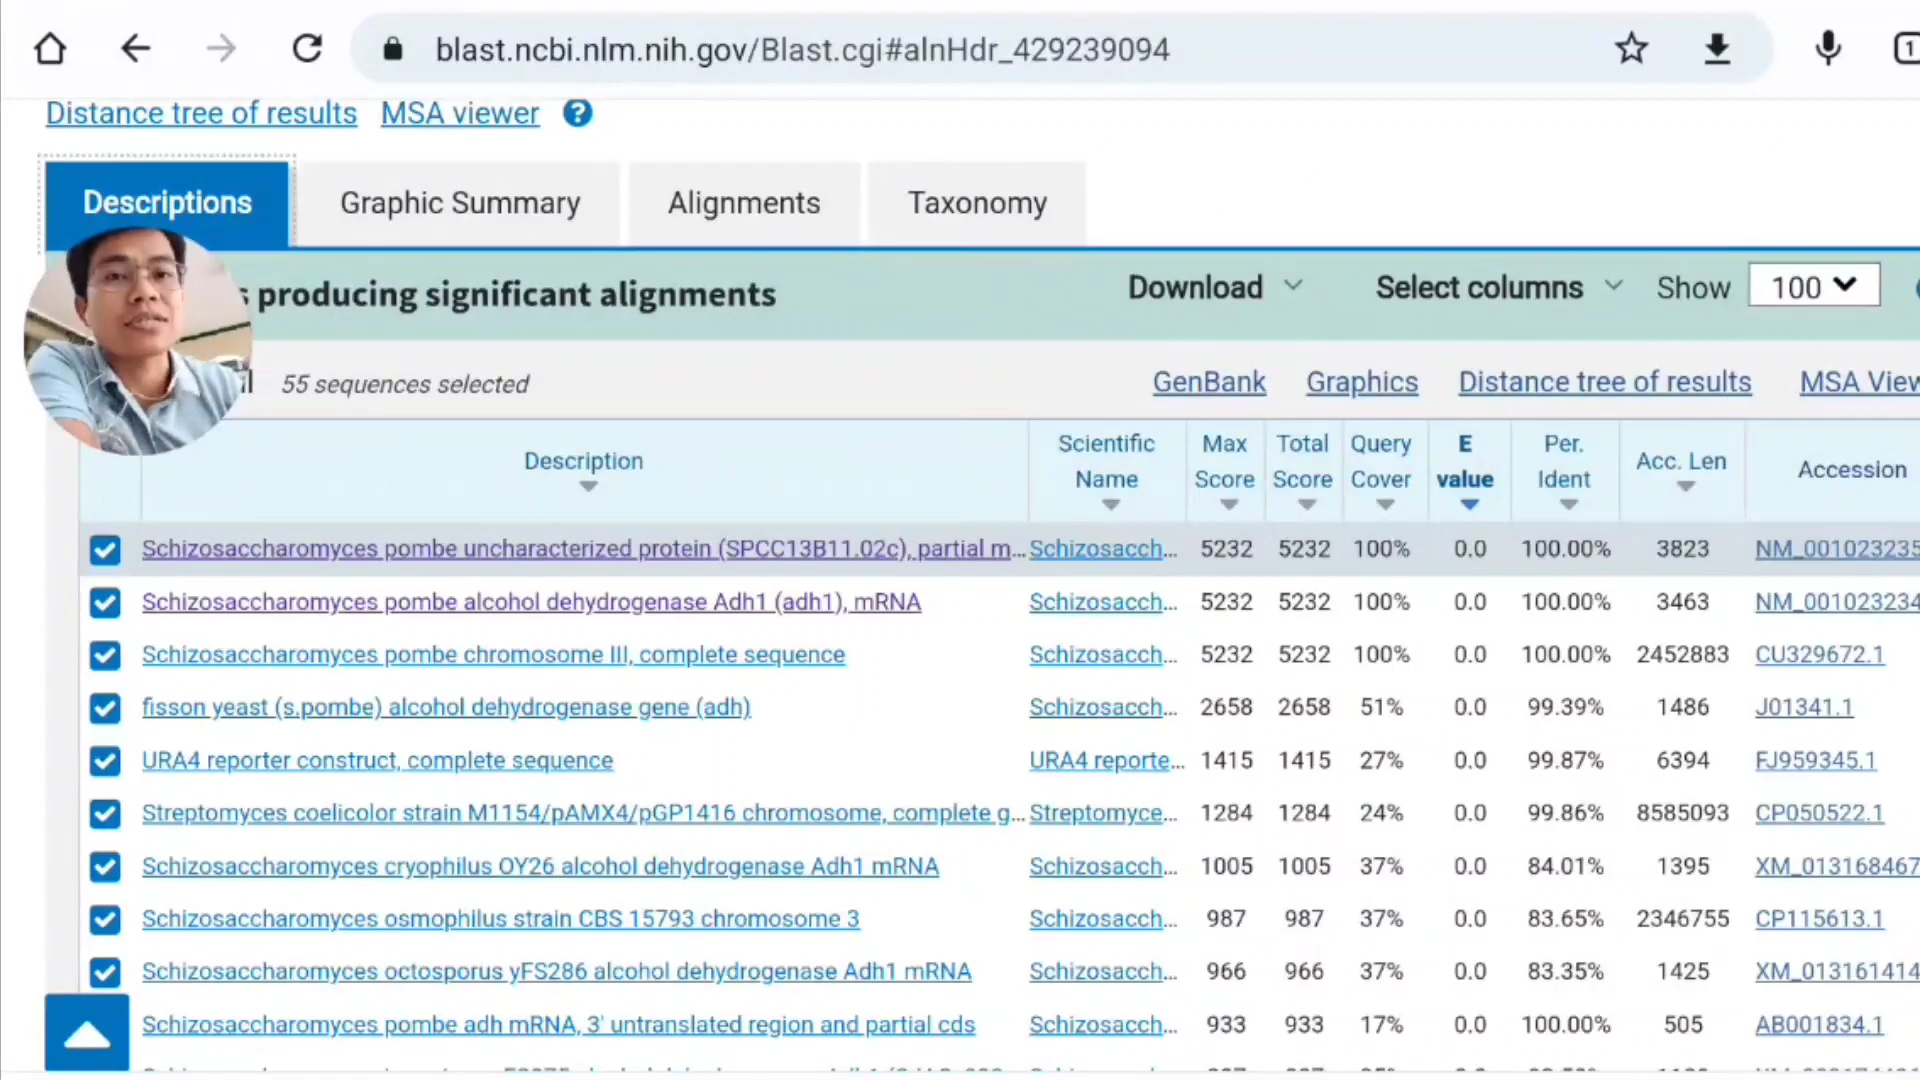 blast.ncbi.nlm.nih.gov/Blast.cgi#alnHdr_429239094
1
Distance tree of results MSA viewer ?
Descriptions Graphic Summary Alignments Taxonomy
s producing significant alignments Download Select columns Show 100
55 sequences selected GenBank Graphics Distance tree of results MSA View
Description Scientific Name Max Score Total Score Query Cover E value Per. Ident Acc. Len Accession
Schizosaccharomyces pombe uncharacterized protein (SPCC13B11.02c), partial m... Schizosacch... 5232 5232 100% 0.0 100.00% 3823 NM_001023235
Schizosaccharomyces pombe alcohol dehydrogenase Adh1 (adh1), mRNA Schizosacch... 5232 5232 100% 0.0 100.00% 3463 NM_001023234
Schizosaccharomyces pombe chromosome III, complete sequence Schizosacch... 5232 5232 100% 0.0 100.00% 2452883 CU329672.1
fisson yeast (s.pombe) alcohol dehydrogenase gene (adh) Schizosacch... 2658 2658 51% 0.0 99.39% 1486 J01341.1
URA4 reporter construct, complete sequence URA4 reporte... 1415 1415 27% 0.0 99.87% 6394 FJ959345.1
Streptomyces coelicolor strain M1154/pAMX4/pGP1416 chromosome, complete g... Streptomyce... 1284 1284 24% 0.0 99.86% 8585093 CP050522.1
Schizosaccharomyces cryophilus OY26 alcohol dehydrogenase Adh1 mRNA Schizosacch... 1005 1005 37% 0.0 84.01% 1395 XM_013168467
Schizosaccharomyces osmophilus strain CBS 15793 chromosome 3 Schizosacch... 987 987 37% 0.0 83.65% 2346755 CP115613.1
Schizosaccharomyces octosporus yFS286 alcohol dehydrogenase Adh1 mRNA Schizosacch... 966 966 37% 0.0 83.35% 1425 XM_013161414
Schizosaccharomyces pombe adh mRNA, 3' untranslated region and partial cds Schizosacch... 933 933 17% 0.0 100.00% 505 AB001834.1